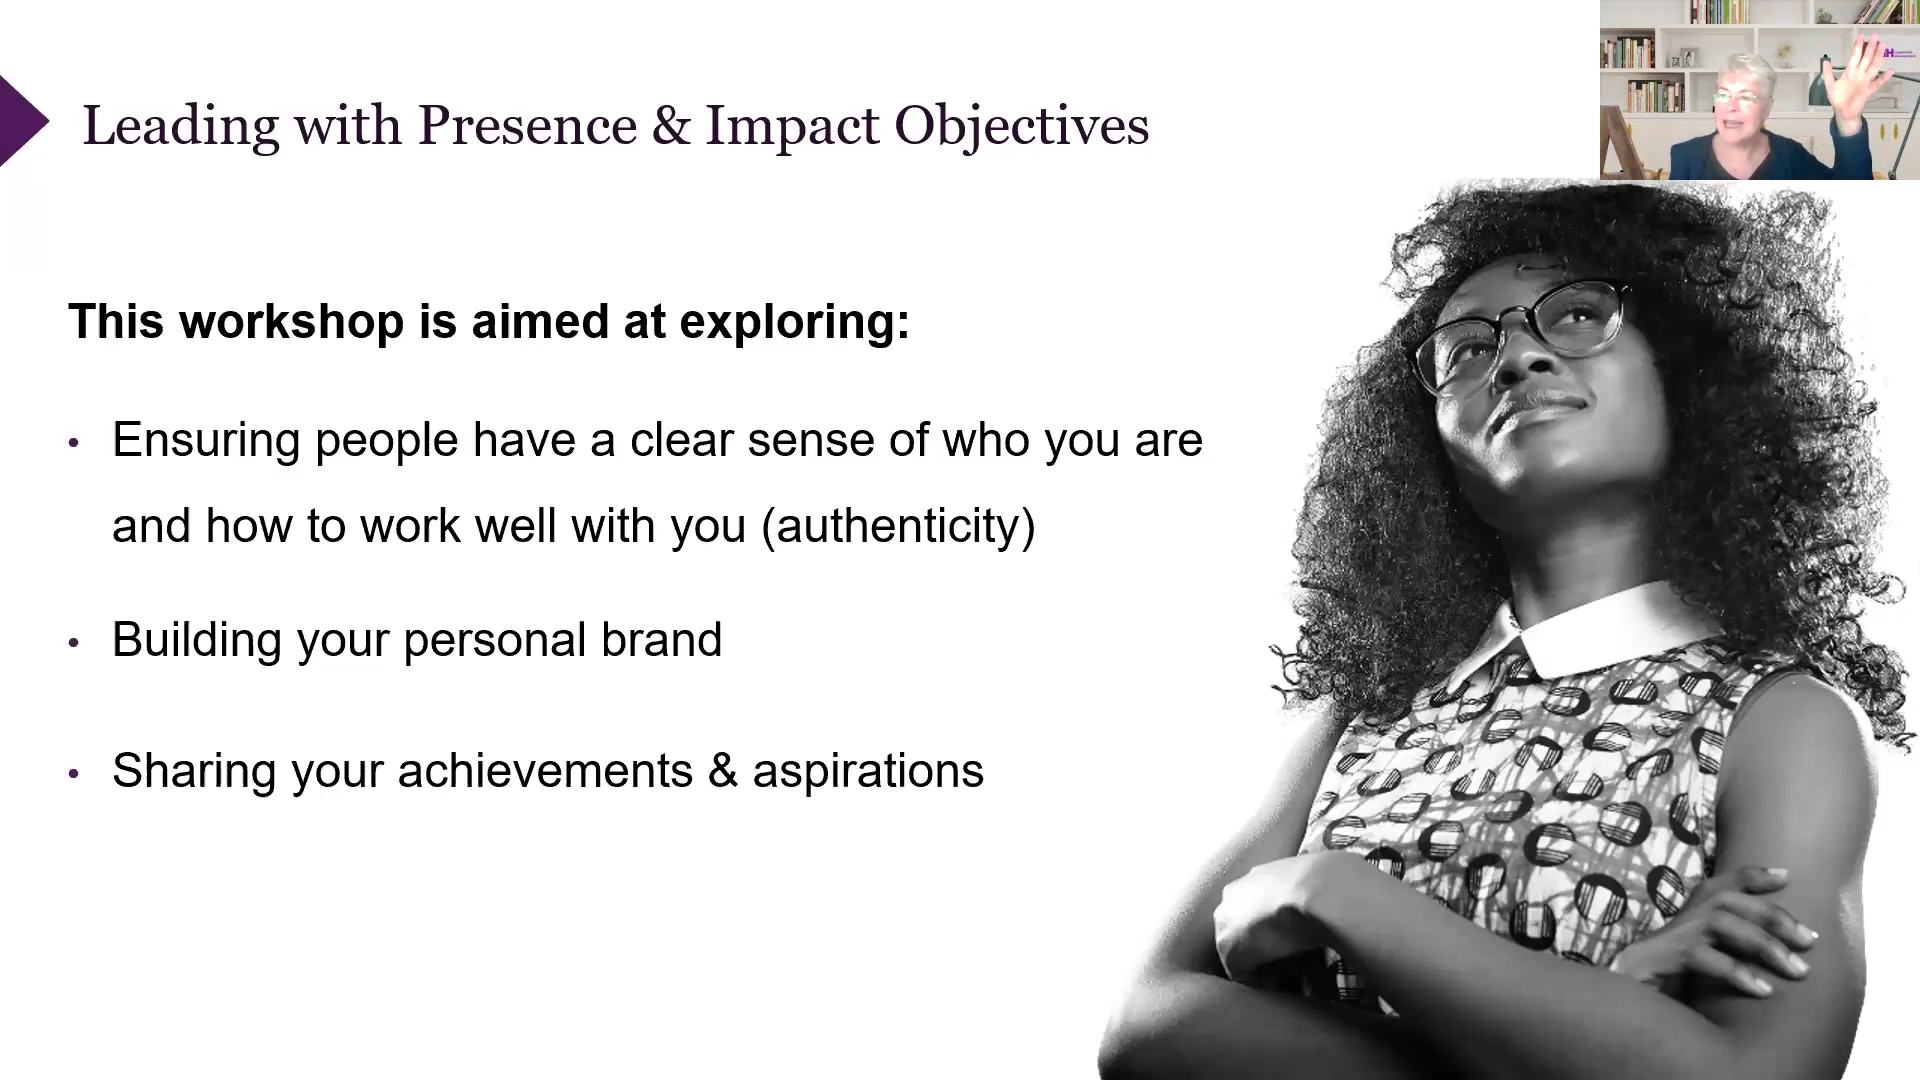 Leading with Presence & Impact Objectives
This workshop is aimed at exploring:
• Ensuring people have a clear sense of who you are
and how to work well with you (authenticity)
• Building your personal brand
• Sharing your achievements & aspirations